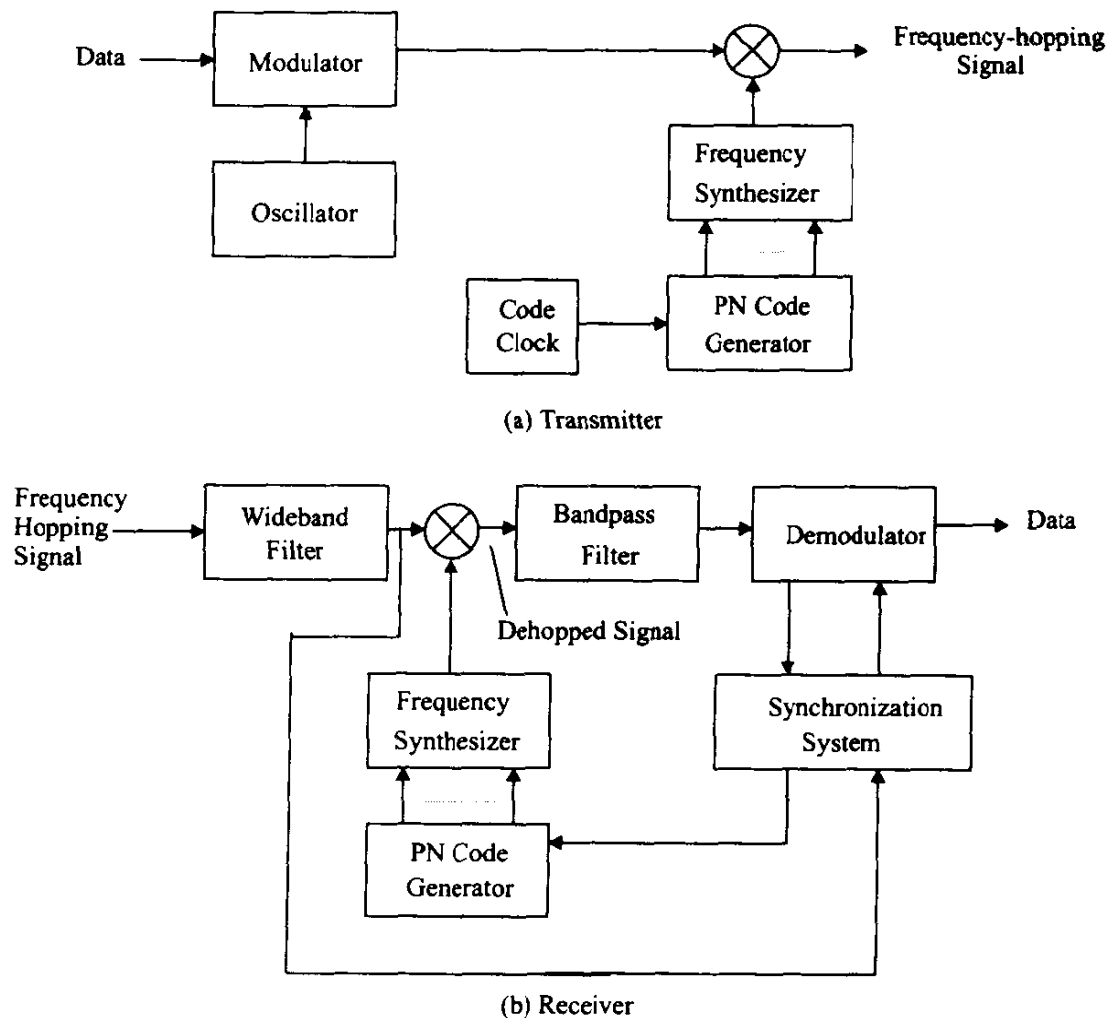 Data
Modulator
Frequency-hopping
Signal
Oscillator
Frequency
Synthesizer
Code
Clock
PN Code
Generator
(a) Transmitter
Frequency
Hopping
Signal
Wideband
Filter
Bandpass
Filter
Demodulator
Data
Dehopped Signal
Frequency
Synthesizer
Synchronization
System
PN Code
Generator
(b) Receiver